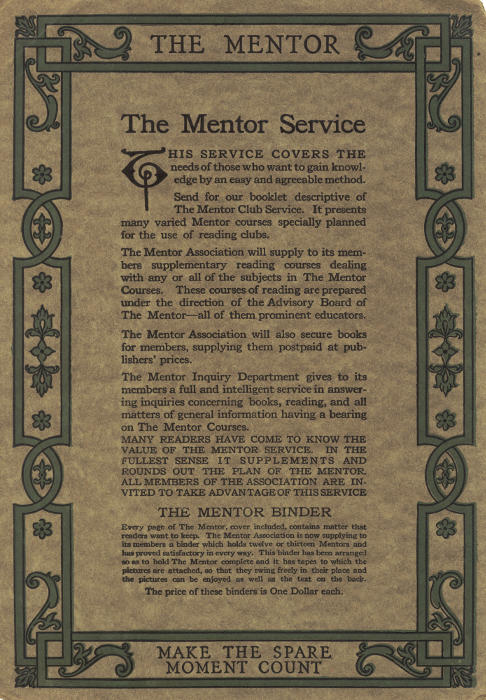 THE MENTOR
The Mentor Service
THIS SERVICE COVERS THE
needs of those who want to gain knowl-
edge by an easy and agreeable method.
Send for our booklet descriptive of
The Mentor Club Service. It presents
many varied Mentor courses specially planned
for the use of reading clubs.
The Mentor Association will supply to its mem-
bers supplementary reading courses dealing
with any or all of the subjects in The Mentor
Courses. These courses of reading are prepared
under the direction of the Advisory Board of
The Mentor—all of them prominent educators.
The Mentor Association will also secure books
for members, supplying them postpaid at pub-
lishers' prices.
The Mentor Inquiry Department gives to its
members a full and intelligent service in answer-
ing inquiries concerning books, reading, and all
matters of general information having a bearing
on The Mentor Courses.
MANY READERS HAVE COME TO KNOW THE
VALUE OF THE MENTOR SERVICE. IN THE
FULLEST SENSE IT SUPPLEMENTS AND
ROUNDS OUT THE PLAN OF THE MENTOR.
ALL MEMBERS OF THE ASSOCIATION ARE IN-
VITED TO TAKE ADVANTAGE OF THIS SERVICE
THE MENTOR BINDER
Every page of The Mentor, cover included, contains matter that
readers want to keep. The Mentor Association is now supplying to
its members a binder which holds twelve or thirteen Mentors and
has proved satisfactory in every way. This binder has been arranged
so as to hold The Mentor complete and it has tapes to which the
pictures are attached, so that they swing freely in their place and
the pictures can be enjoyed as well as the text on the back.
The price of these binders is One Dollar each.
MAKE THE SPARE
MOMENT COUNT